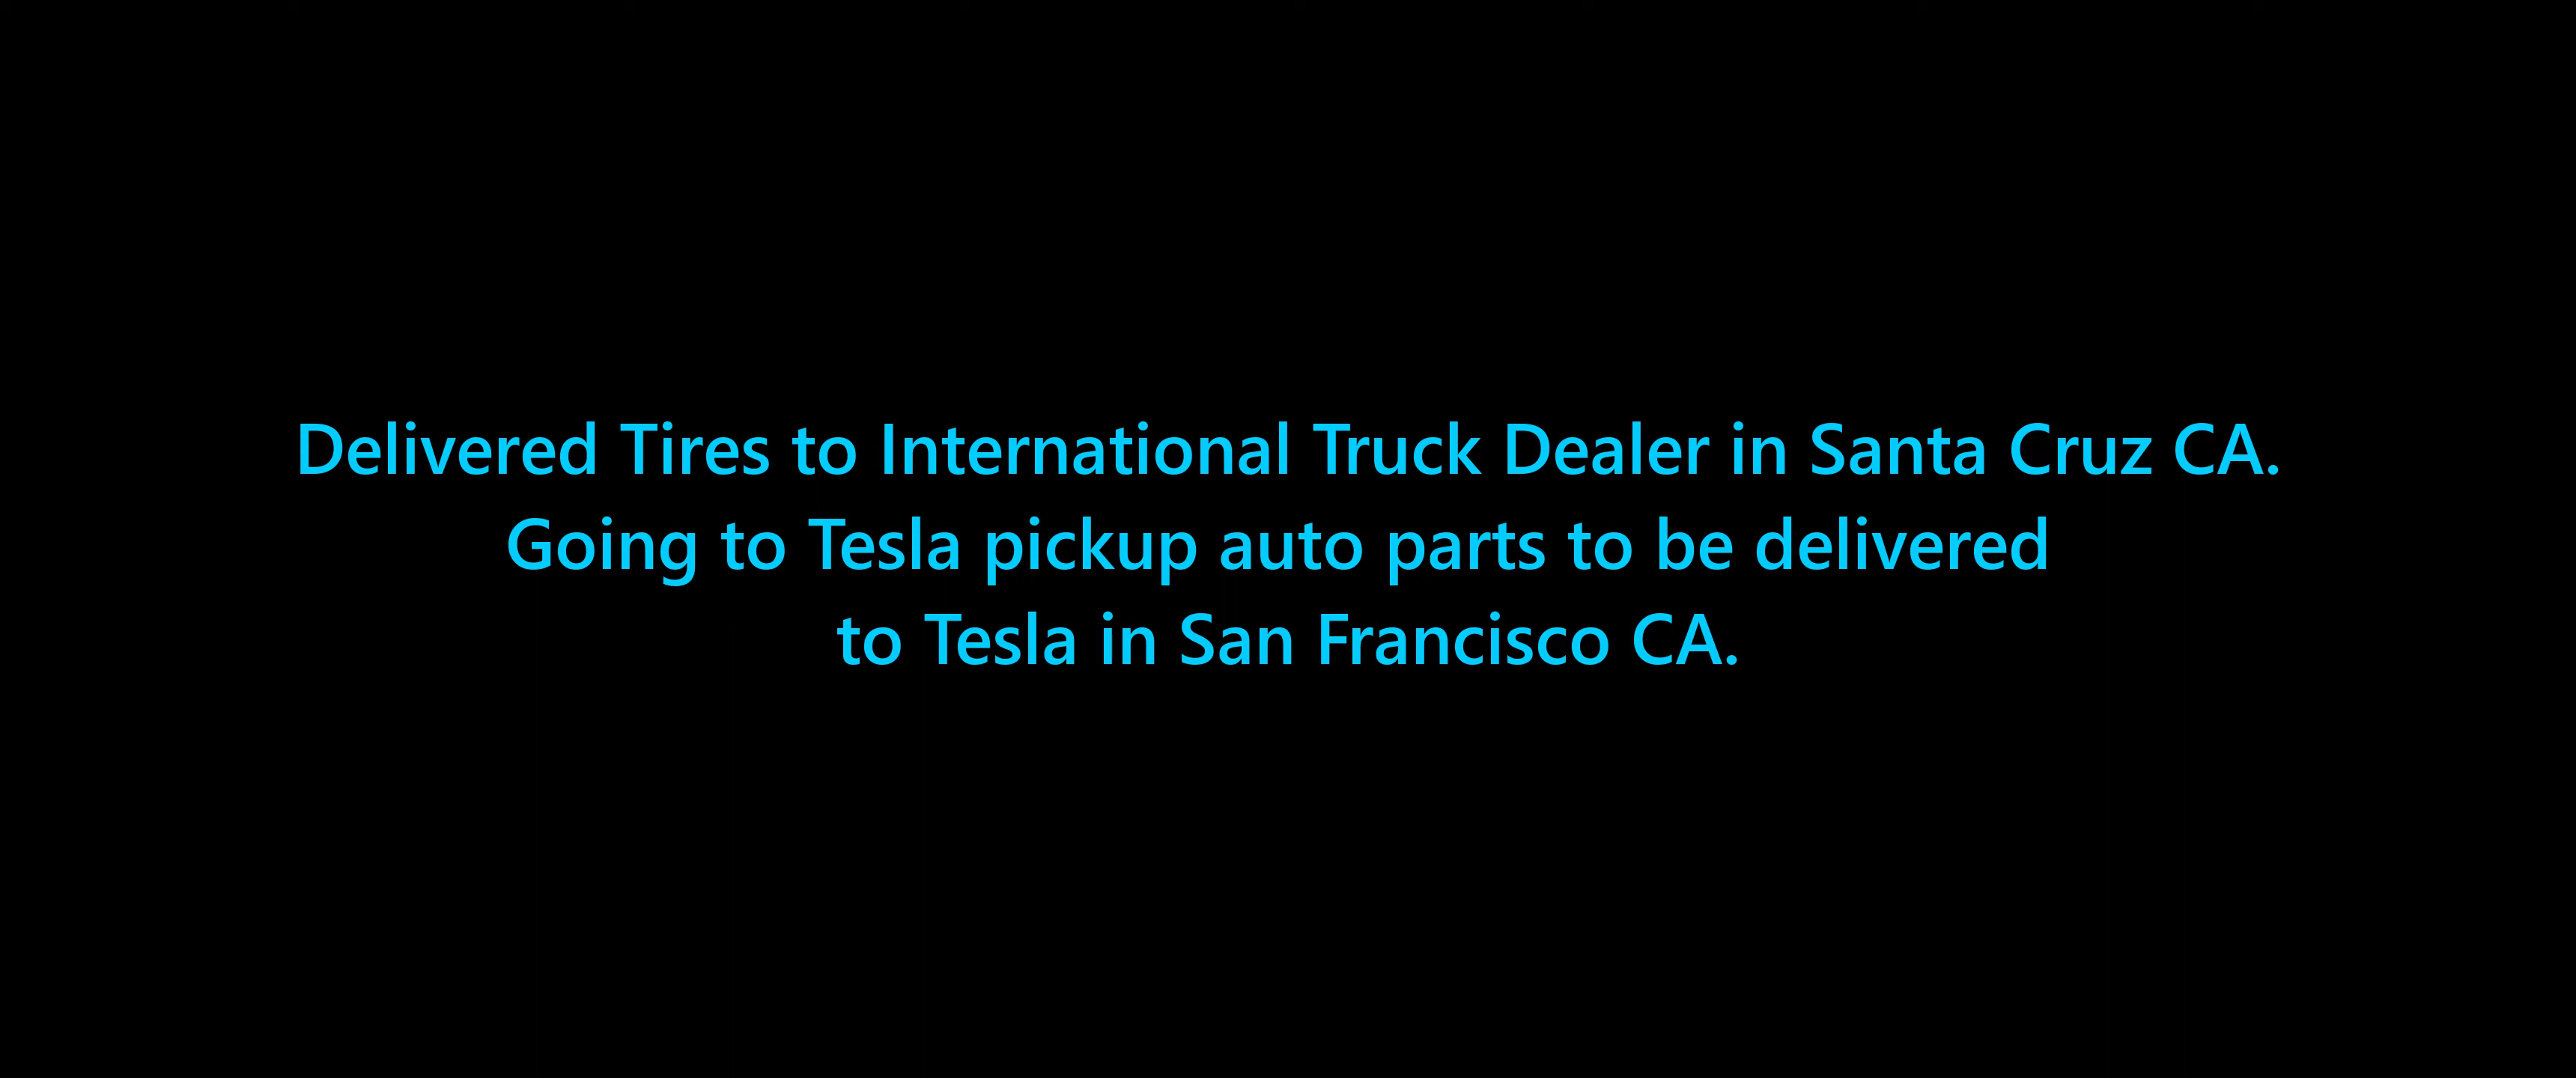 Delivered Tires to International Truck Dealer in Santa Cruz CA.
Going to Tesla pickup auto parts to be delivered
to Tesla in San Francisco CA.